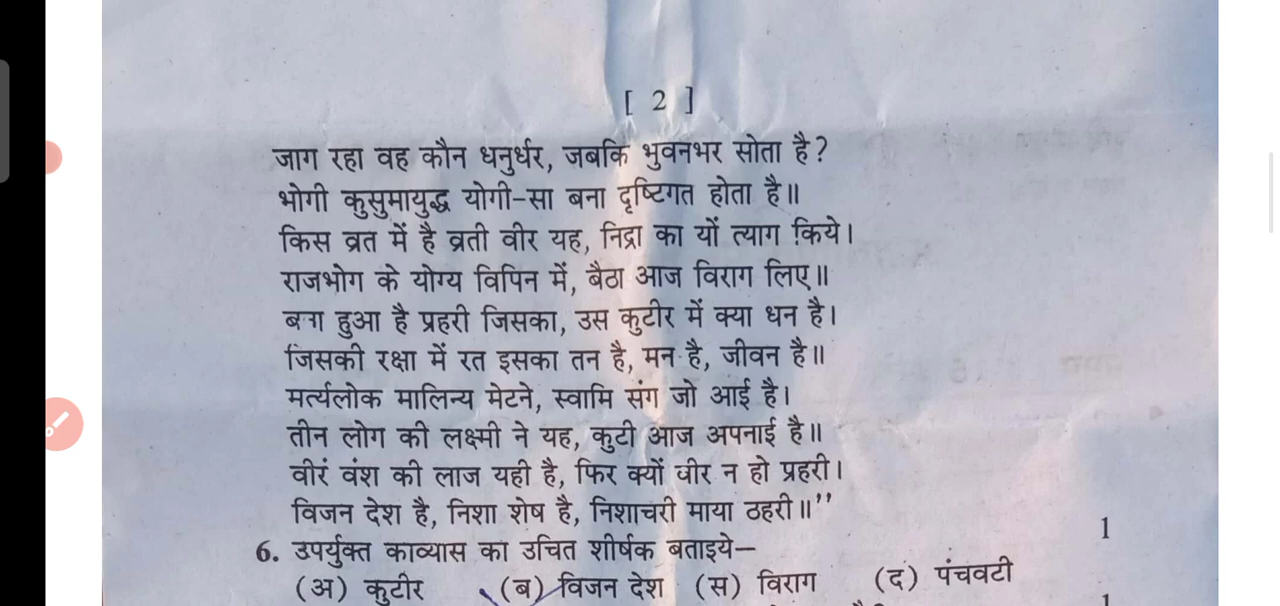 [ 2 ]
जाग रहा वह कौन धनुर्धर, जबकि भुवनभर सोता है?
भोगी कुसुमायुद्ध योगी-सा बना दृष्टिगत होता है॥
किस व्रत में है व्रती वीर यह, निद्रा का यों त्याग किये।
राजभोग के योग्य विपिन में, बैठा आज विराग लिए॥
हुआ है प्रहरी जिसका, उस कुटीर में क्या धन है।
जिसकी रक्षा में रत इसका तन है, मन है, जीवन है॥
मर्त्यलोक मालिन्य मेटने, स्वामि संग जो आई है।
तीन लोग की लक्ष्मी ने यह, कुटी आज अपनाई है॥
वीर वंश की लाज यही है, फिर क्यों वीर न हो प्रहरी।
विजन देश है, निशा शेष है, निशाचरी माया ठहरी॥”
1
6. उपर्युक्त काव्यास का उचित शीर्षक बताइये–
(अ) कुटीर (ब) विजन देश (स) विराग (द) पंचवटी